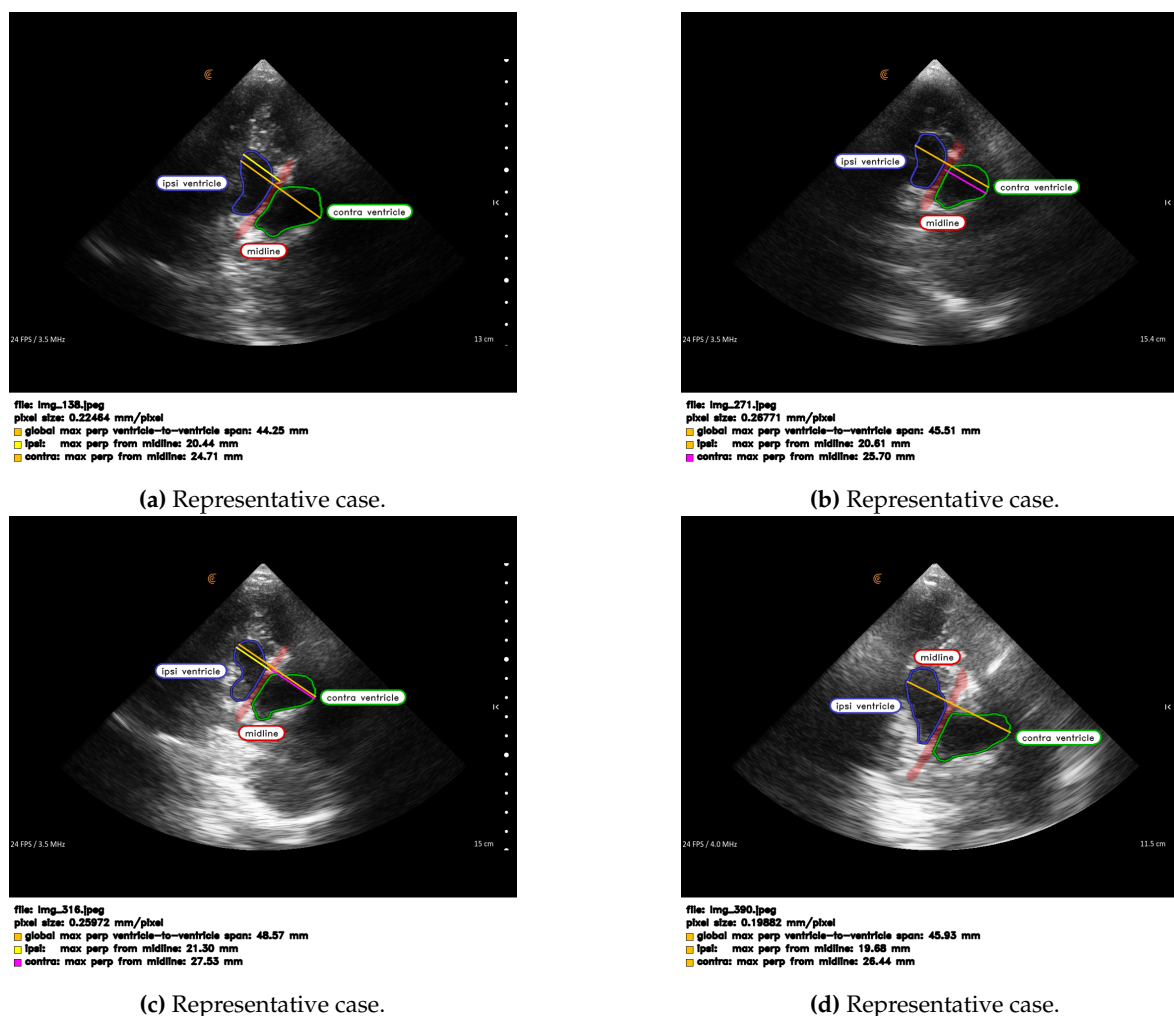 ipsi ventricle
contra ventricle
midline
24 FPS / 3.5 MHz
13 cm
file: img_138.jpeg
pixel size: 0.22464 mm/pixel
global max perp ventricle-to-ventricle span: 44.25 mm
ipsi: max perp from midline: 20.44 mm
contra: max perp from midline: 24.71 mm
(a) Representative case.
ipsi ventricle
contra ventricle
midline
24 FPS / 3.5 MHz
15.4 cm
file: img_271.jpeg
pixel size: 0.26771 mm/pixel
global max perp ventricle-to-ventricle span: 45.51 mm
ipsi: max perp from midline: 20.61 mm
contra: max perp from midline: 25.70 mm
(b) Representative case.
ipsi ventricle
contra ventricle
midline
24 FPS / 3.5 MHz
15 cm
file: img_316.jpeg
pixel size: 0.25972 mm/pixel
global max perp ventricle-to-ventricle span: 48.57 mm
ipsi: max perp from midline: 21.30 mm
contra: max perp from midline: 27.53 mm
(c) Representative case.
midline
ipsi ventricle
contra ventricle
24 FPS / 4.0 MHz
11.5 cm
file: img_390.jpeg
pixel size: 0.19882 mm/pixel
global max perp ventricle-to-ventricle span: 45.93 mm
ipsi: max perp from midline: 19.68 mm
contra: max perp from midline: 26.44 mm
(d) Representative case.